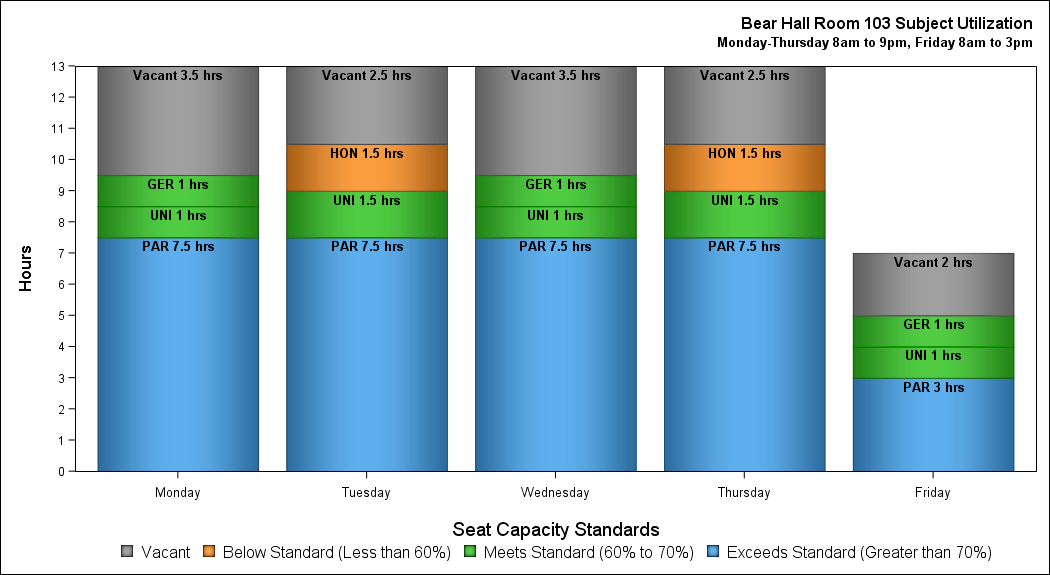 Bear Hall Room 103 Subject Utilization
Monday-Thursday 8am to 9pm, Friday 8am to 3pm
Hours
13
12
11
10
9
8
7
6
5
4
3
2
1
0
Vacant 3.5 hrs
GER 1 hrs
UNI 1 hrs
PAR 7.5 hrs
Vacant 2.5 hrs
HON 1.5 hrs
UNI 1.5 hrs
PAR 7.5 hrs
Vacant 3.5 hrs
GER 1 hrs
UNI 1 hrs
PAR 7.5 hrs
Vacant 2.5 hrs
HON 1.5 hrs
UNI 1.5 hrs
PAR 7.5 hrs
Vacant 2 hrs
GER 1 hrs
UNI 1 hrs
PAR 3 hrs
Monday Tuesday Wednesday Thursday Friday
Seat Capacity Standards
Vacant Below Standard (Less than 60%) Meets Standard (60% to 70%) Exceeds Standard (Greater than 70%)